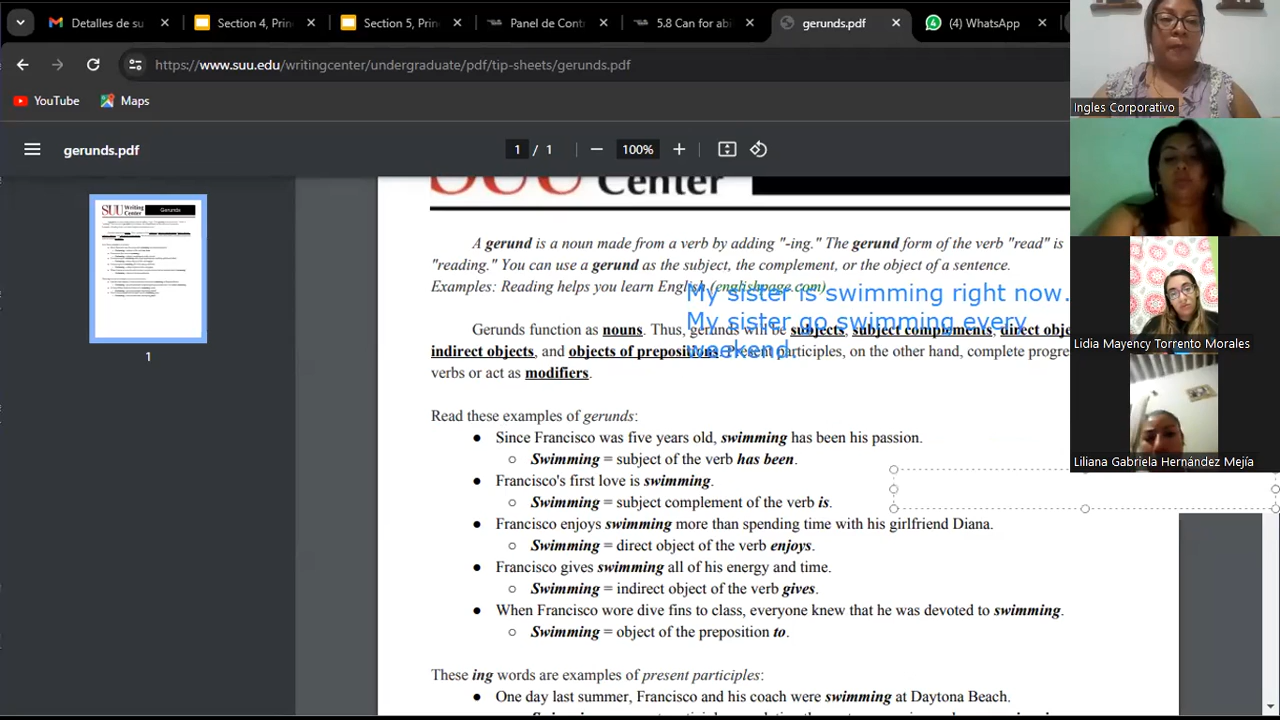 Detalles de su
Section 4, Prin
Section 5, Prin
Panel de Cont
5.8 Can for abi
gerunds.pdf
(4) WhatsApp
https://www.suu.edu/writingcenter/undergraduate/pdf/tip-sheets/gerunds.pdf
YouTube
Maps
gerunds.pdf
1 / 1
100%
Ingles Corporativo
Lidia Mayency Torrento Morales
Liliana Gabriela Hernández Mejía
SUU Writing Center Gerunds
1
SUU Center
A gerund is a noun made from a verb by adding "-ing." The gerund form of the verb "read" is
"reading." You can use a gerund as the subject, the complement, or the object of a sentence.
Examples: Reading helps you learn English. (englishpage.com)
My sister is swimming right now.
My sister go swimming every
weekend.
Gerunds function as nouns. Thus, gerunds will be subjects, subject complements, direct obje
indirect objects, and objects of prepositions. Present participles, on the other hand, complete progre
verbs or act as modifiers.
Read these examples of gerunds:
● Since Francisco was five years old, swimming has been his passion.
○ Swimming = subject of the verb has been.
● Francisco's first love is swimming.
○ Swimming = subject complement of the verb is.
● Francisco enjoys swimming more than spending time with his girlfriend Diana.
○ Swimming = direct object of the verb enjoys.
● Francisco gives swimming all of his energy and time.
○ Swimming = indirect object of the verb gives.
● When Francisco wore dive fins to class, everyone knew that he was devoted to swimming.
○ Swimming = object of the preposition to.
These ing words are examples of present participles:
● One day last summer, Francisco and his coach were swimming at Daytona Beach.